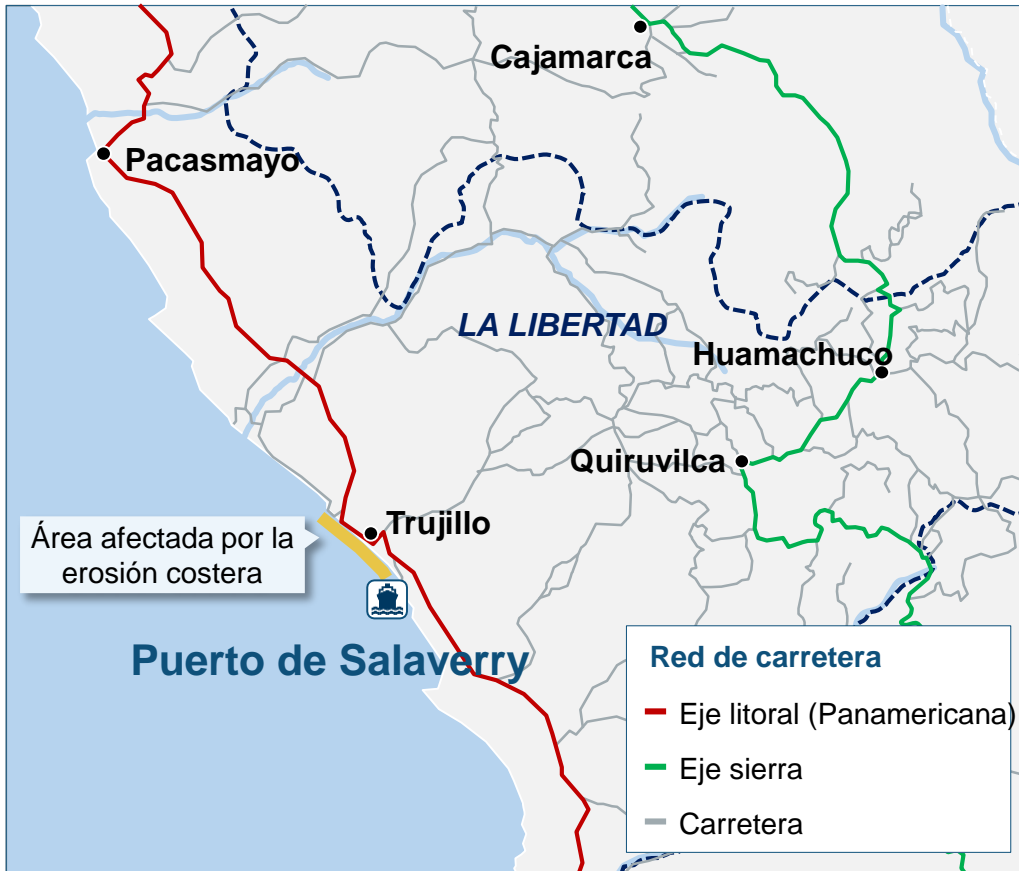 Cajamarca
Pacasmayo
LA LIBERTAD
Huamachuco
Quiruvilca
Trujillo
Área afectada por la
erosión costera
Puerto de Salaverry
Red de carretera
Eje litoral (Panamericana)
Eje sierra
Carretera